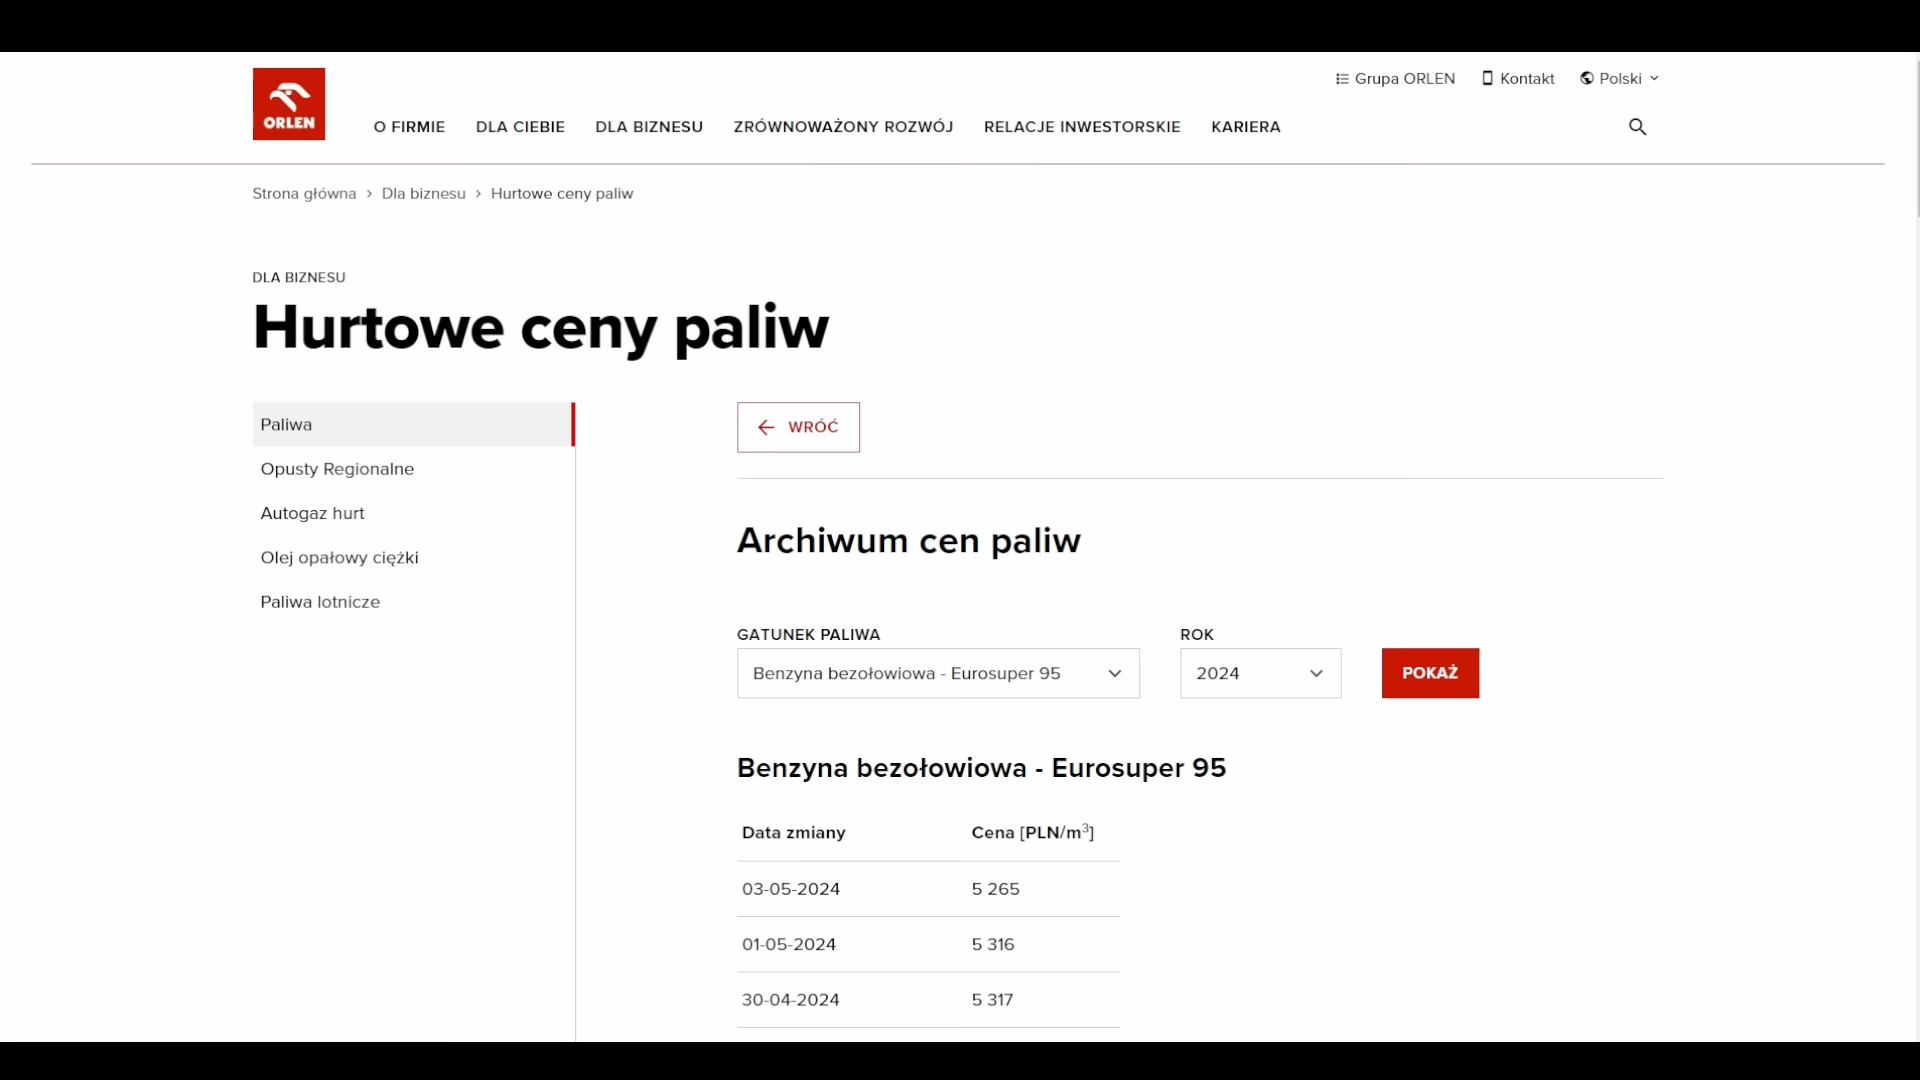 Grupa ORLEN Kontakt Polski
ORLEN
O FIRMIE DLA CIEBIE DLA BIZNESU ZRÓWNOWAŻONY ROZWÓJ RELACJE INWESTORSKIE KARIERA
Strona główna > Dla biznesu > Hurtowe ceny paliw
DLA BIZNESU
Hurtowe ceny paliw
Paliwa
Opusty Regionalne
Autogaz hurt
Olej opałowy ciężki
Paliwa lotnicze
← WRÓĆ
Archiwum cen paliw
GATUNEK PALIWA ROK
Benzyna bezołowiowa - Eurosuper 95 2024 POKAŻ
Benzyna bezołowiowa - Eurosuper 95
Data zmiany Cena [PLN/m³]
03-05-2024 5 265
01-05-2024 5 316
30-04-2024 5 317